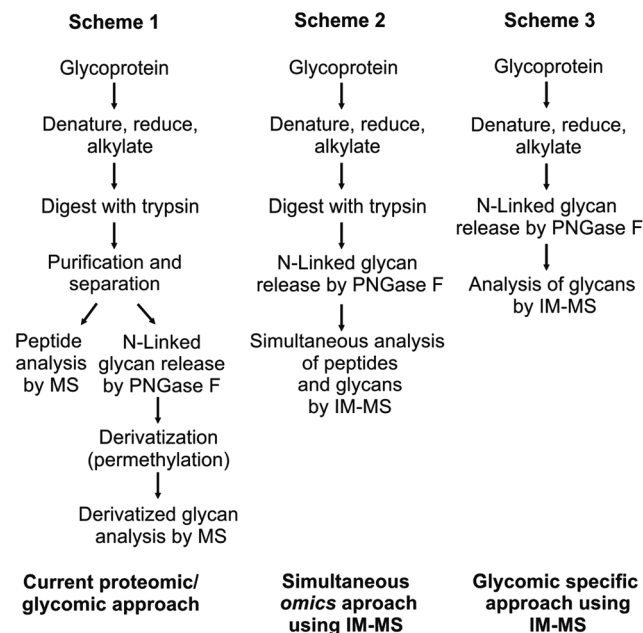 Scheme 1
Glycoprotein
Denature, reduce,
alkylate
Digest with trypsin
Purification and
separation
Peptide
analysis
by MS
N-Linked
glycan release
by PNGase F
Derivatization
(permethylation)
Derivatized glycan
analysis by MS
Current proteomic/
glycomic approach
Scheme 2
Glycoprotein
Denature, reduce,
alkylate
Digest with trypsin
N-Linked glycan
release by PNGase F
Simultaneous analysis
of peptides
and glycans
by IM-MS
Simultaneous
omics aproach
using IM-MS
Scheme 3
Glycoprotein
Denature, reduce,
alkylate
N-Linked glycan
release by PNGase F
Analysis of glycans
by IM-MS
Glycomic specific
approach using
IM-MS